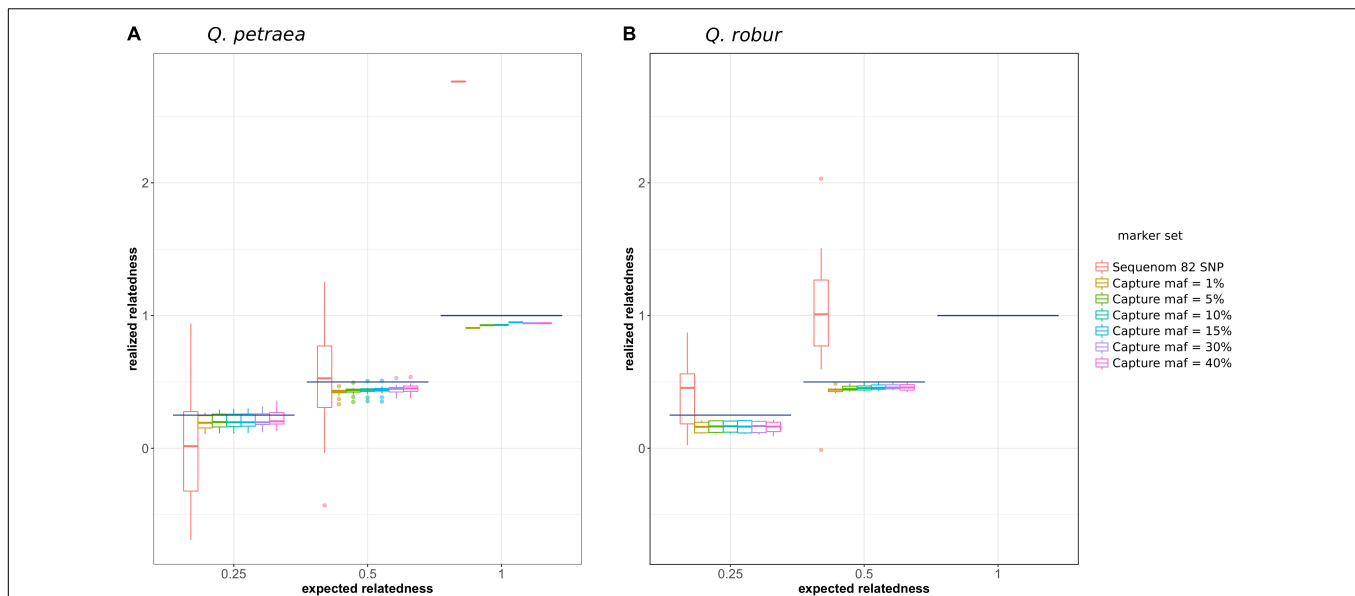 A Q. petraea
B Q. robur
realized relatedness
2
1
0
0.25 0.5 1
expected relatedness
realized relatedness
2
1
0
0.25 0.5 1
expected relatedness
marker set
Sequenom 82 SNP
Capture maf = 1%
Capture maf = 5%
Capture maf = 10%
Capture maf = 15%
Capture maf = 30%
Capture maf = 40%